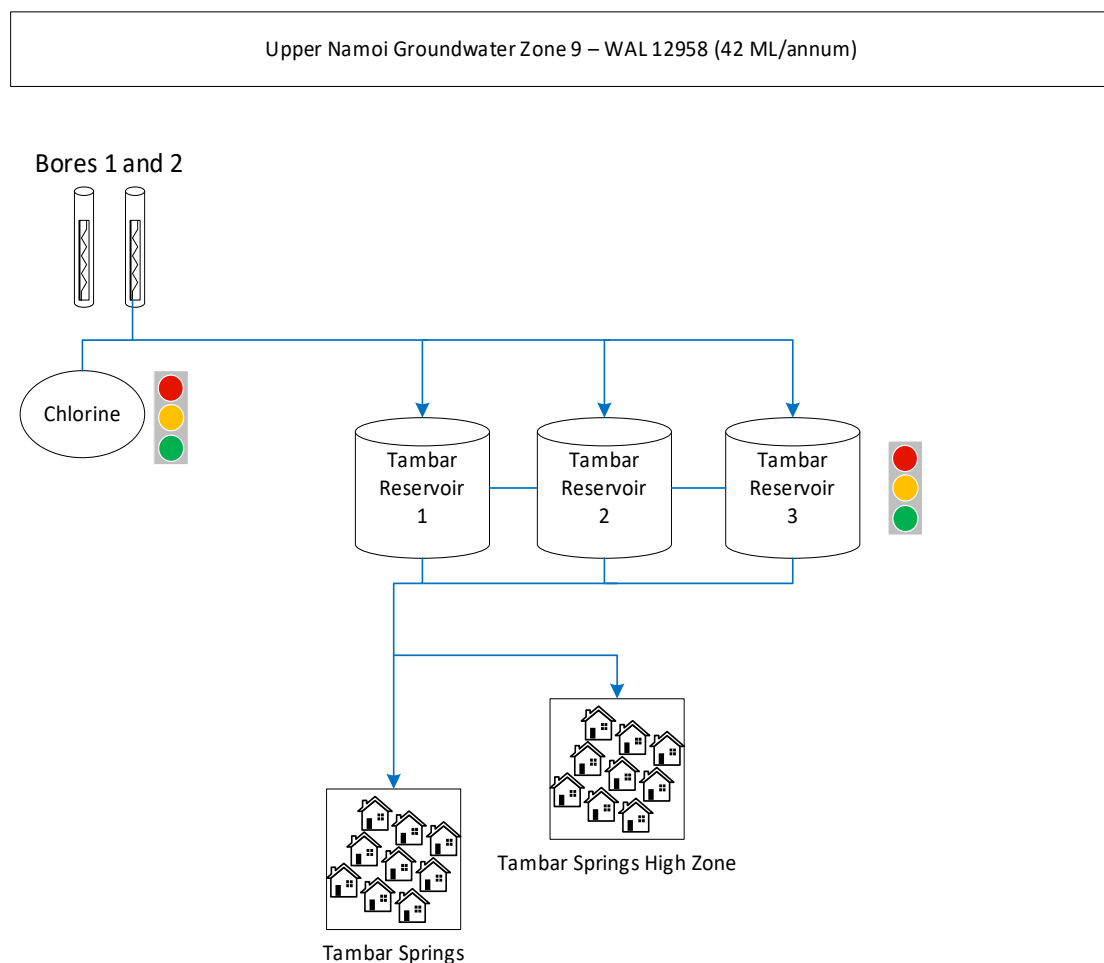 Upper Namoi Groundwater Zone 9 – WAL 12958 (42 ML/annum)
Bores 1 and 2
Chlorine
Tambar
Reservoir
1
Tambar
Reservoir
2
Tambar
Reservoir
3
Tambar Springs High Zone
Tambar Springs